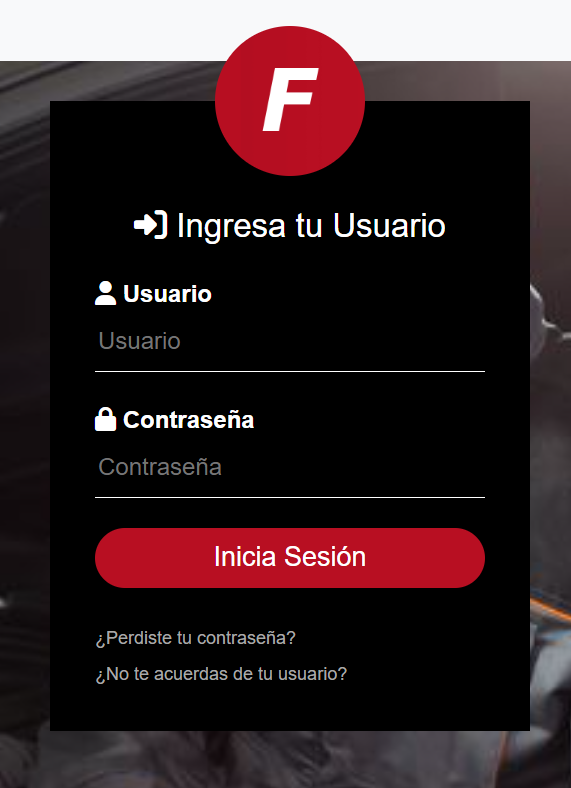 F
Ingresa tu Usuario
Usuario
Usuario
Contraseña
Contraseña
Inicia Sesión
¿Perdiste tu contraseña?
¿No te acuerdas de tu usuario?